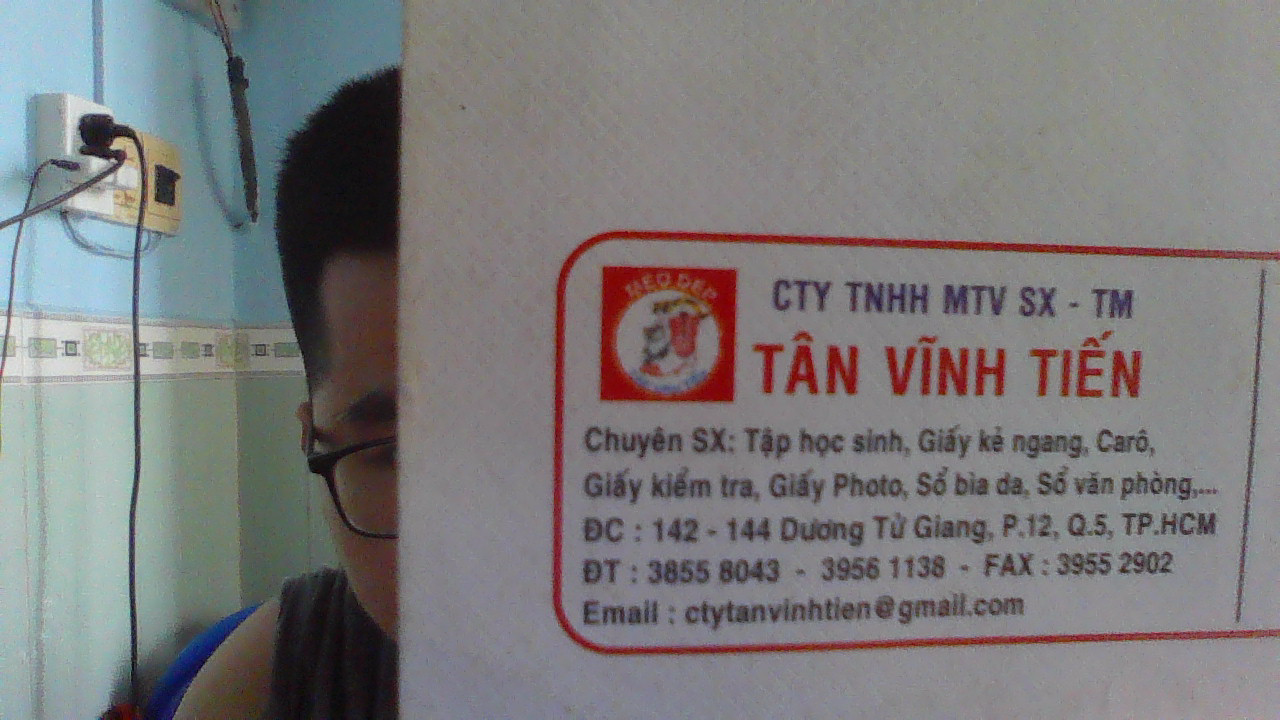 MÈO ĐẸP
CTY TNHH MTV SX - TM
TÂN VĨNH TIẾN
Chuyên SX: Tập học sinh, Giấy kẻ ngang, Carô,
Giấy kiểm tra, Giấy Photo, Sổ bìa da, Sổ văn phòng,...
ĐC : 142 - 144 Dương Tử Giang, P.12, Q.5, TP.HCM
ĐT : 3855 8043 - 3956 1138 - FAX : 3955 2902
Email : ctytanvinhtien@gmail.com